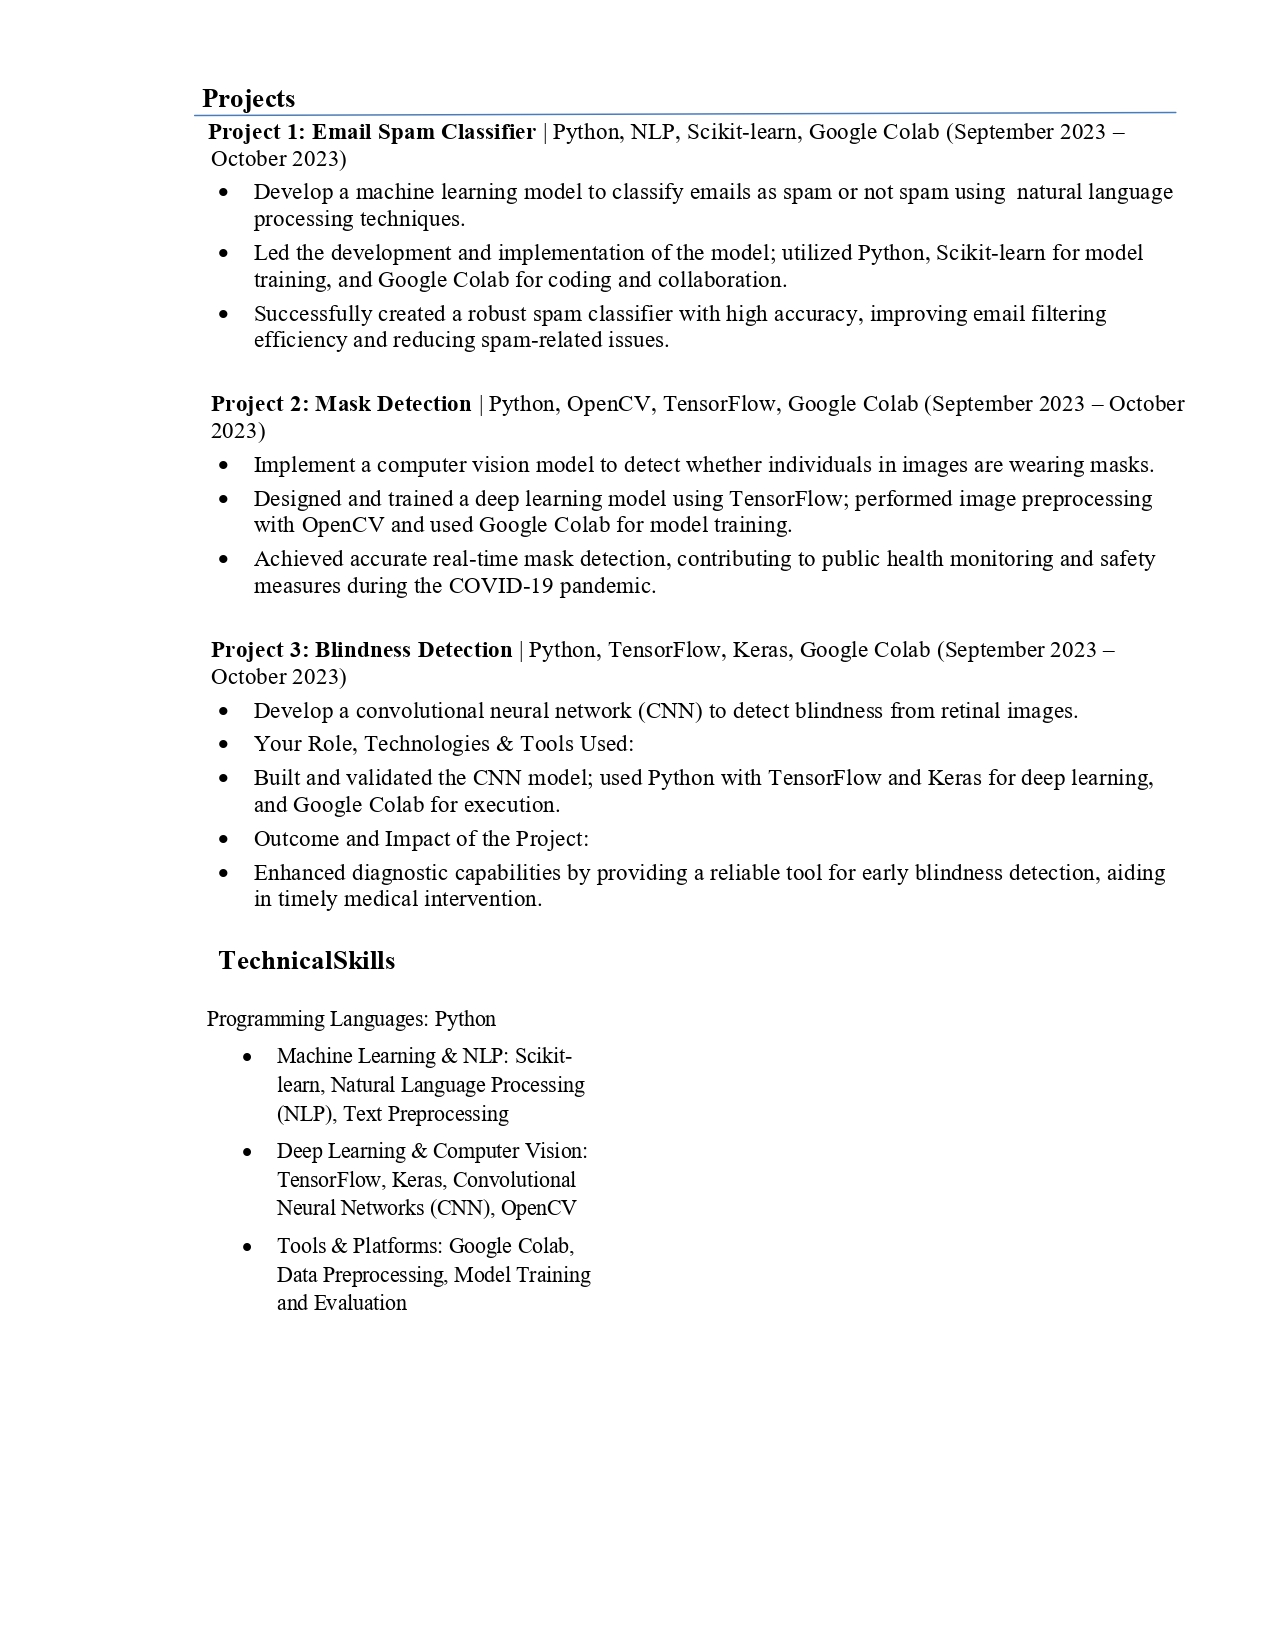 Projects
Project 1: Email Spam Classifier | Python, NLP, Scikit-learn, Google Colab (September 2023 –
October 2023)
• Develop a machine learning model to classify emails as spam or not spam using  natural language
processing techniques.
• Led the development and implementation of the model; utilized Python, Scikit-learn for model
training, and Google Colab for coding and collaboration.
• Successfully created a robust spam classifier with high accuracy, improving email filtering
efficiency and reducing spam-related issues.
Project 2: Mask Detection | Python, OpenCV, TensorFlow, Google Colab (September 2023 – October
2023)
• Implement a computer vision model to detect whether individuals in images are wearing masks.
• Designed and trained a deep learning model using TensorFlow; performed image preprocessing
with OpenCV and used Google Colab for model training.
• Achieved accurate real-time mask detection, contributing to public health monitoring and safety
measures during the COVID-19 pandemic.
Project 3: Blindness Detection | Python, TensorFlow, Keras, Google Colab (September 2023 –
October 2023)
• Develop a convolutional neural network (CNN) to detect blindness from retinal images.
• Your Role, Technologies & Tools Used:
• Built and validated the CNN model; used Python with TensorFlow and Keras for deep learning,
and Google Colab for execution.
• Outcome and Impact of the Project:
• Enhanced diagnostic capabilities by providing a reliable tool for early blindness detection, aiding
in timely medical intervention.
TechnicalSkills
Programming Languages: Python
• Machine Learning & NLP: Scikit-
learn, Natural Language Processing
(NLP), Text Preprocessing
• Deep Learning & Computer Vision:
TensorFlow, Keras, Convolutional
Neural Networks (CNN), OpenCV
• Tools & Platforms: Google Colab,
Data Preprocessing, Model Training
and Evaluation